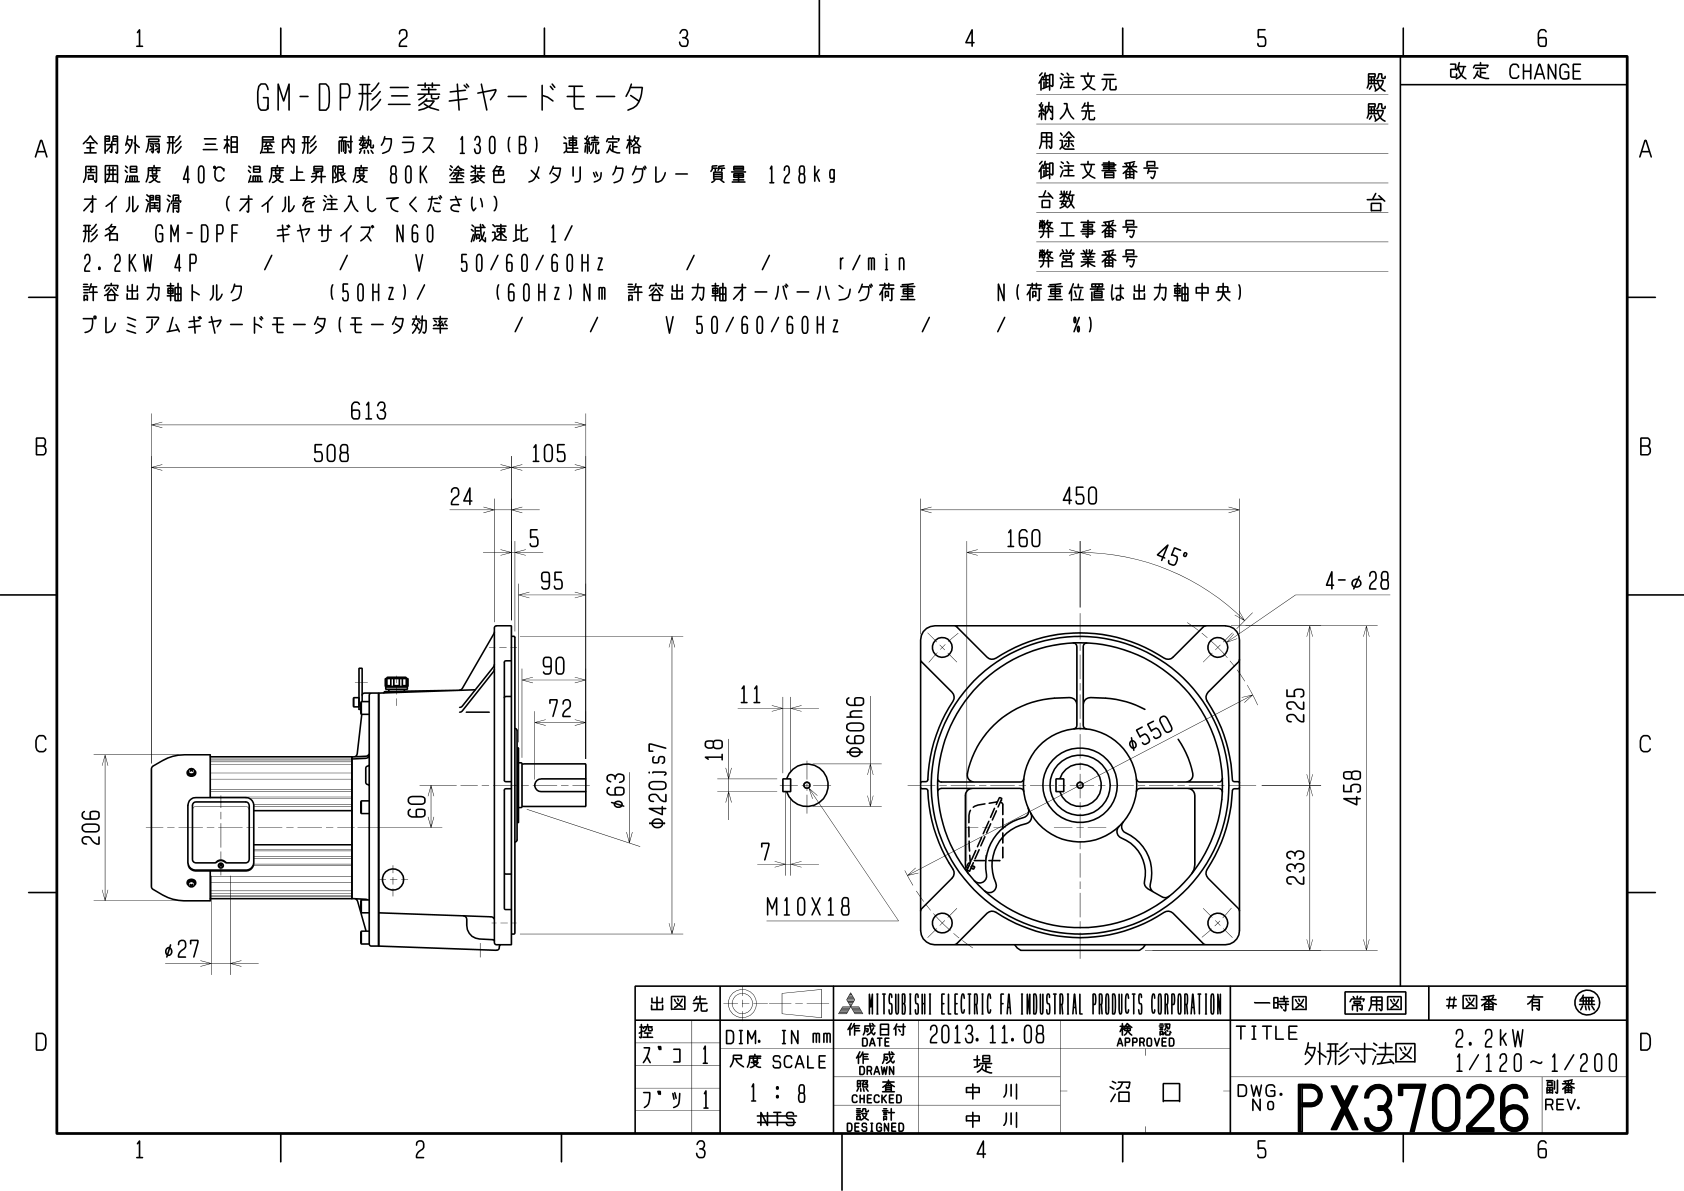 1 2 3 4 5 6
改定 CHANGE
GM-DP形三菱ギヤードモータ
全閉外扇形 三相 屋内形 耐熱クラス 130(B) 連続定格
周囲温度 40℃ 温度上昇限度 80K 塗装色 メタリックグレー 質量 128kg
オイル潤滑 (オイルを注入してください)
形名 GM-DPF ギヤサイズ N60 減速比 1/
2.2KW 4P / / V 50/60/60Hz / / r/min
許容出力軸トルク (50Hz)/ (60Hz)Nm 許容出力軸オーバーハング荷重 N(荷重位置は出力軸中央)
プレミアムギヤードモータ(モータ効率 / / V 50/60/60Hz / / %)
御注文元 殿
納入先 殿
用途
御注文書番号
台数 台
弊工事番号
弊営業番号
A A
B B
C C
D D
613
508 105
24
5
95
90
72
60
206
φ27
φ63
Φ420js7
11
18
Φ60h6
7
M10X18
450
160
45°
4-φ28
φ550
225
458
233
出図先
控
ズコ 1
ブツ 1
DIM. IN mm
尺度 SCALE
1 : 8
NTS
MITSUBISHI ELECTRIC FA INDUSTRIAL PRODUCTS CORPORATION
作成日付 DATE 2013.11.08
作成 DRAWN 堤
照査 CHECKED 中川
設計 DESIGNED 中川
検認 APPROVED
沼口
一時図 常用図 #図番 有 無
TITLE 外形寸法図 2.2kW
1/120~1/200
DWG. No PX37026 副番 REV.
1 2 3 4 5 6